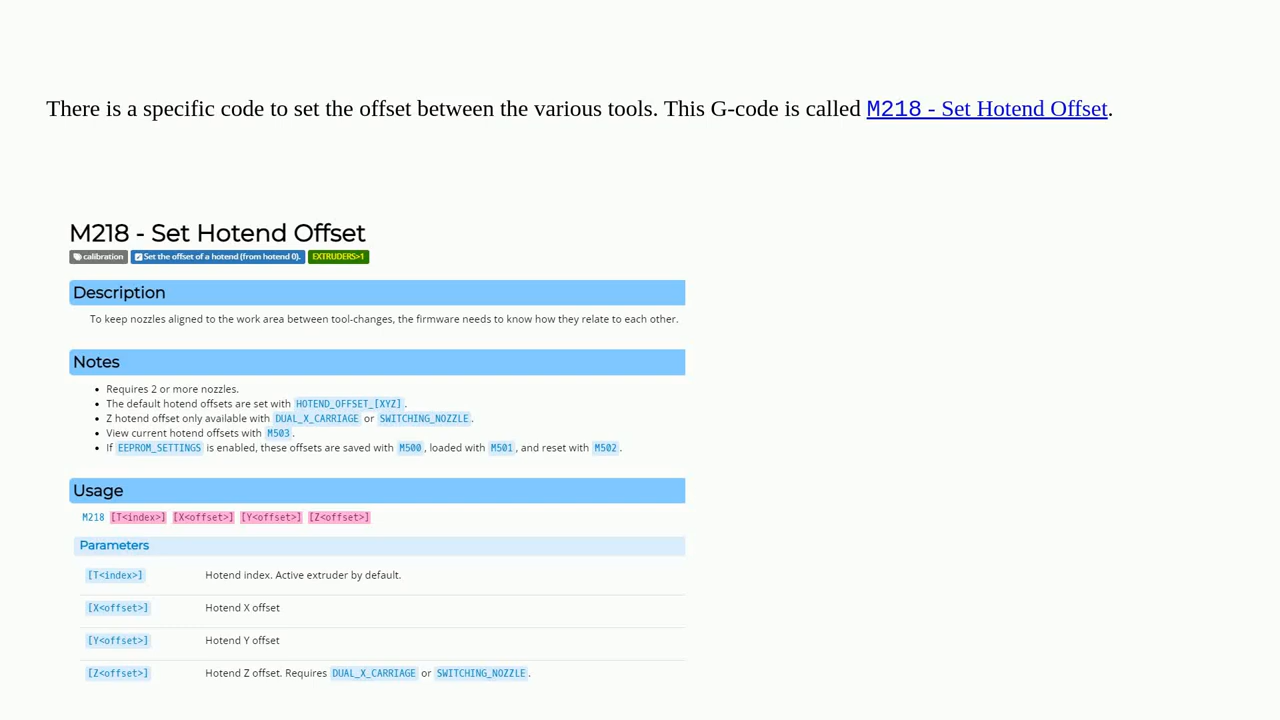 There is a specific code to set the offset between the various tools. This G-code is called M218 - Set Hotend Offset.
M218 - Set Hotend Offset
calibration Set the offset of a hotend (from hotend 0). EXTRUDERS>1
Description
To keep nozzles aligned to the work area between tool-changes, the firmware needs to know how they relate to each other.
Notes
• Requires 2 or more nozzles.
• The default hotend offsets are set with HOTEND_OFFSET_[XYZ].
• Z hotend offset only available with DUAL_X_CARRIAGE or SWITCHING_NOZZLE.
• View current hotend offsets with M503.
• If EEPROM_SETTINGS is enabled, these offsets are saved with M500, loaded with M501, and reset with M502.
Usage
M218 [T<index>] [X<offset>] [Y<offset>] [Z<offset>]
Parameters
[T<index>] Hotend index. Active extruder by default.
[X<offset>] Hotend X offset
[Y<offset>] Hotend Y offset
[Z<offset>] Hotend Z offset. Requires DUAL_X_CARRIAGE or SWITCHING_NOZZLE.